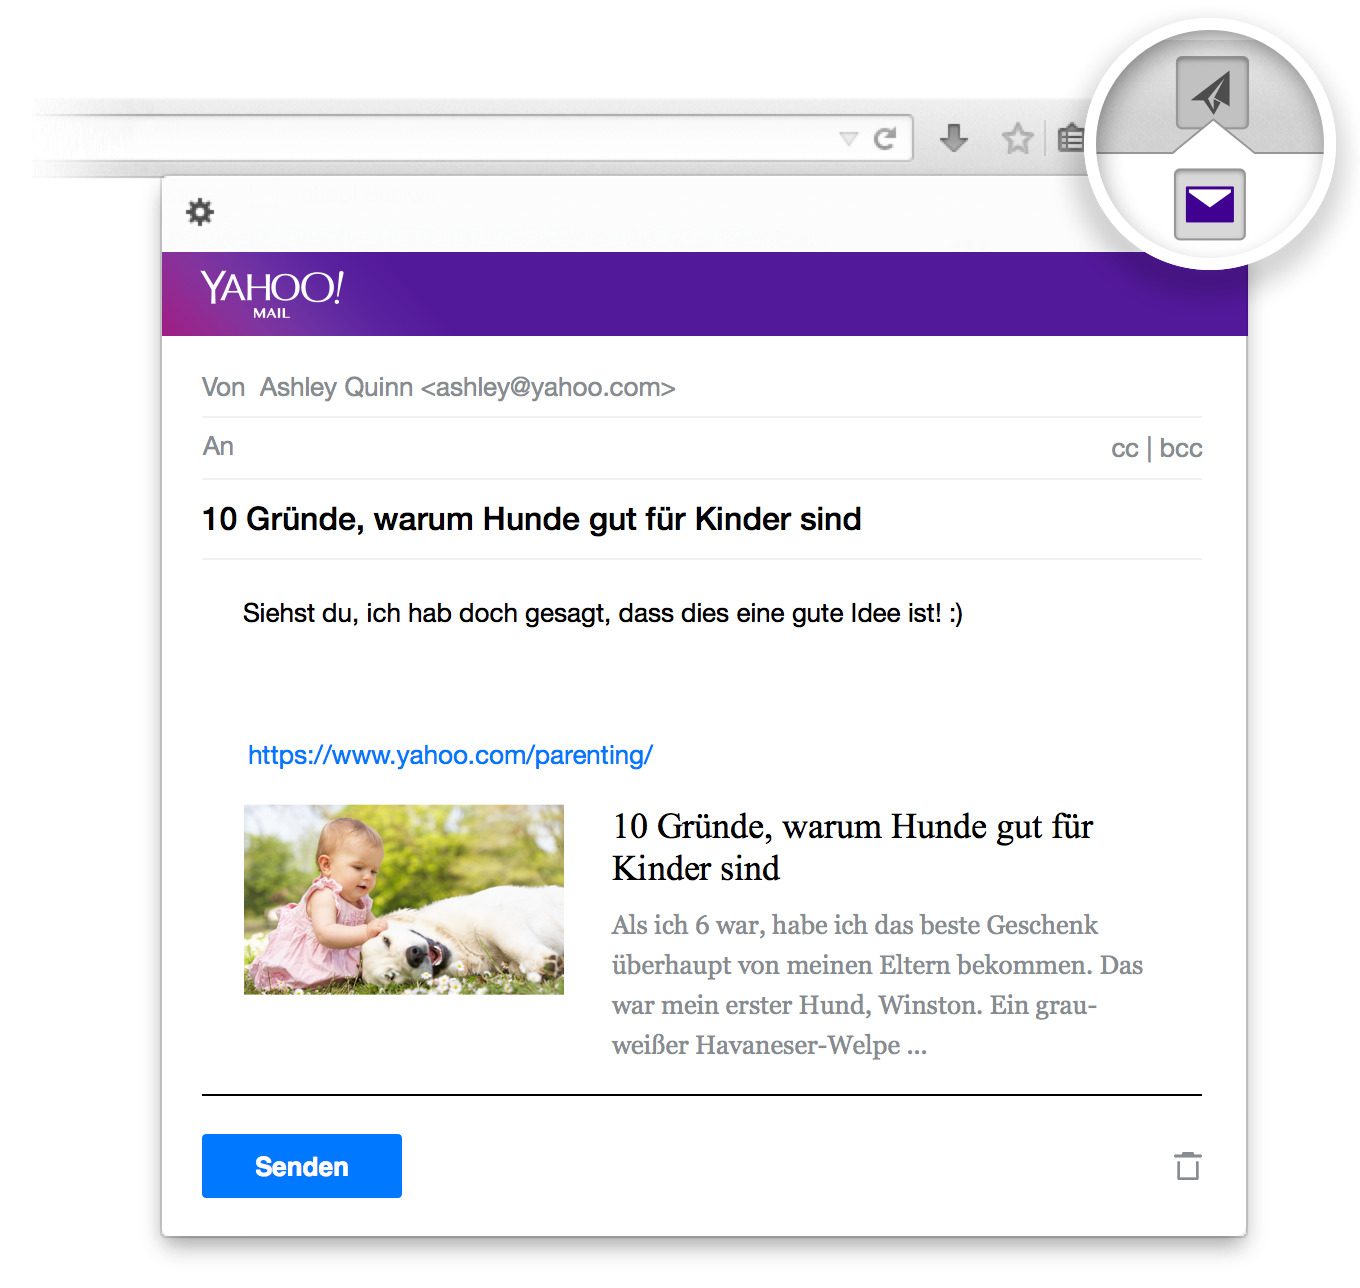 YAHOO!
MAIL
Von Ashley Quinn <ashley@yahoo.com>
An
cc | bcc
10 Gründe, warum Hunde gut für Kinder sind
Siehst du, ich hab doch gesagt, dass dies eine gute Idee ist! :)
https://www.yahoo.com/parenting/
10 Gründe, warum Hunde gut für
Kinder sind
Als ich 6 war, habe ich das beste Geschenk
überhaupt von meinen Eltern bekommen. Das
war mein erster Hund, Winston. Ein grau-
weißer Havaneser-Welpe ...
Senden